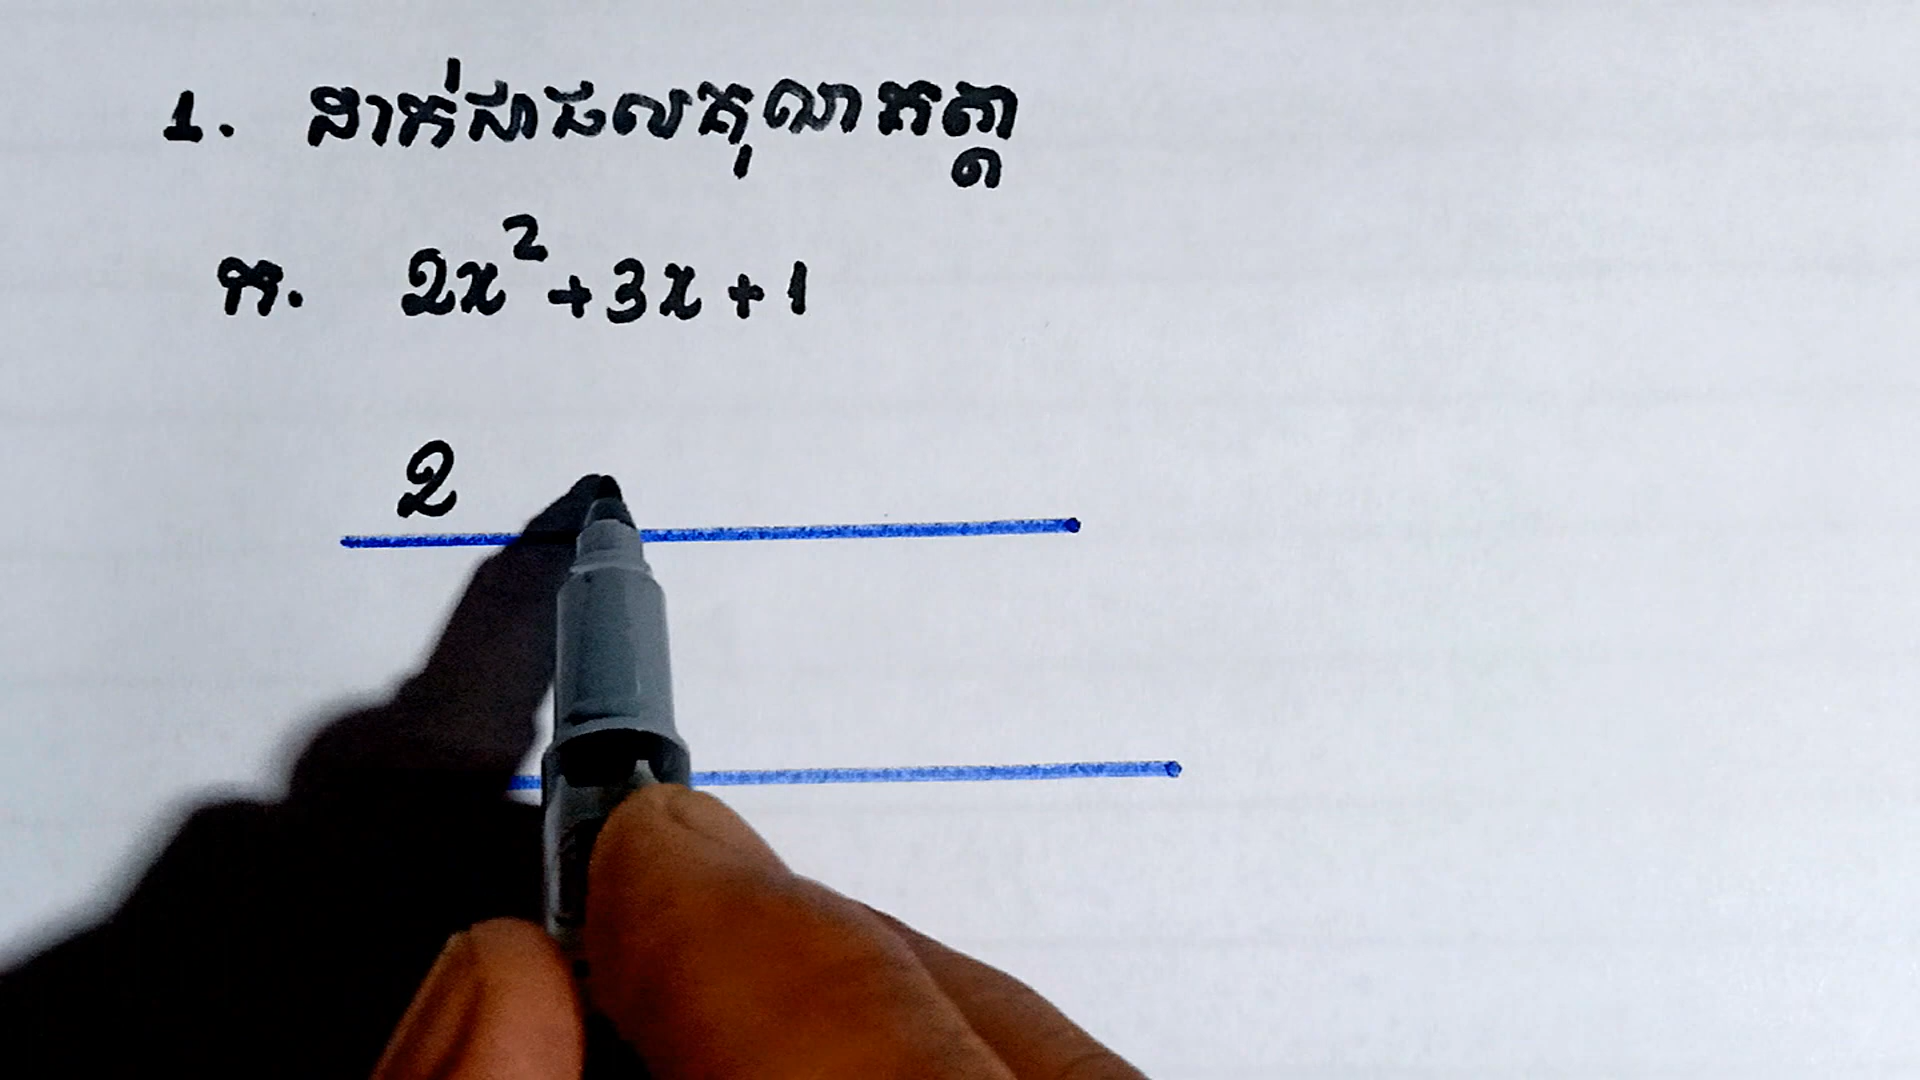 1. ដាក់ជាផលគុណកត្តា
ក. 2x² + 3x + 1
2